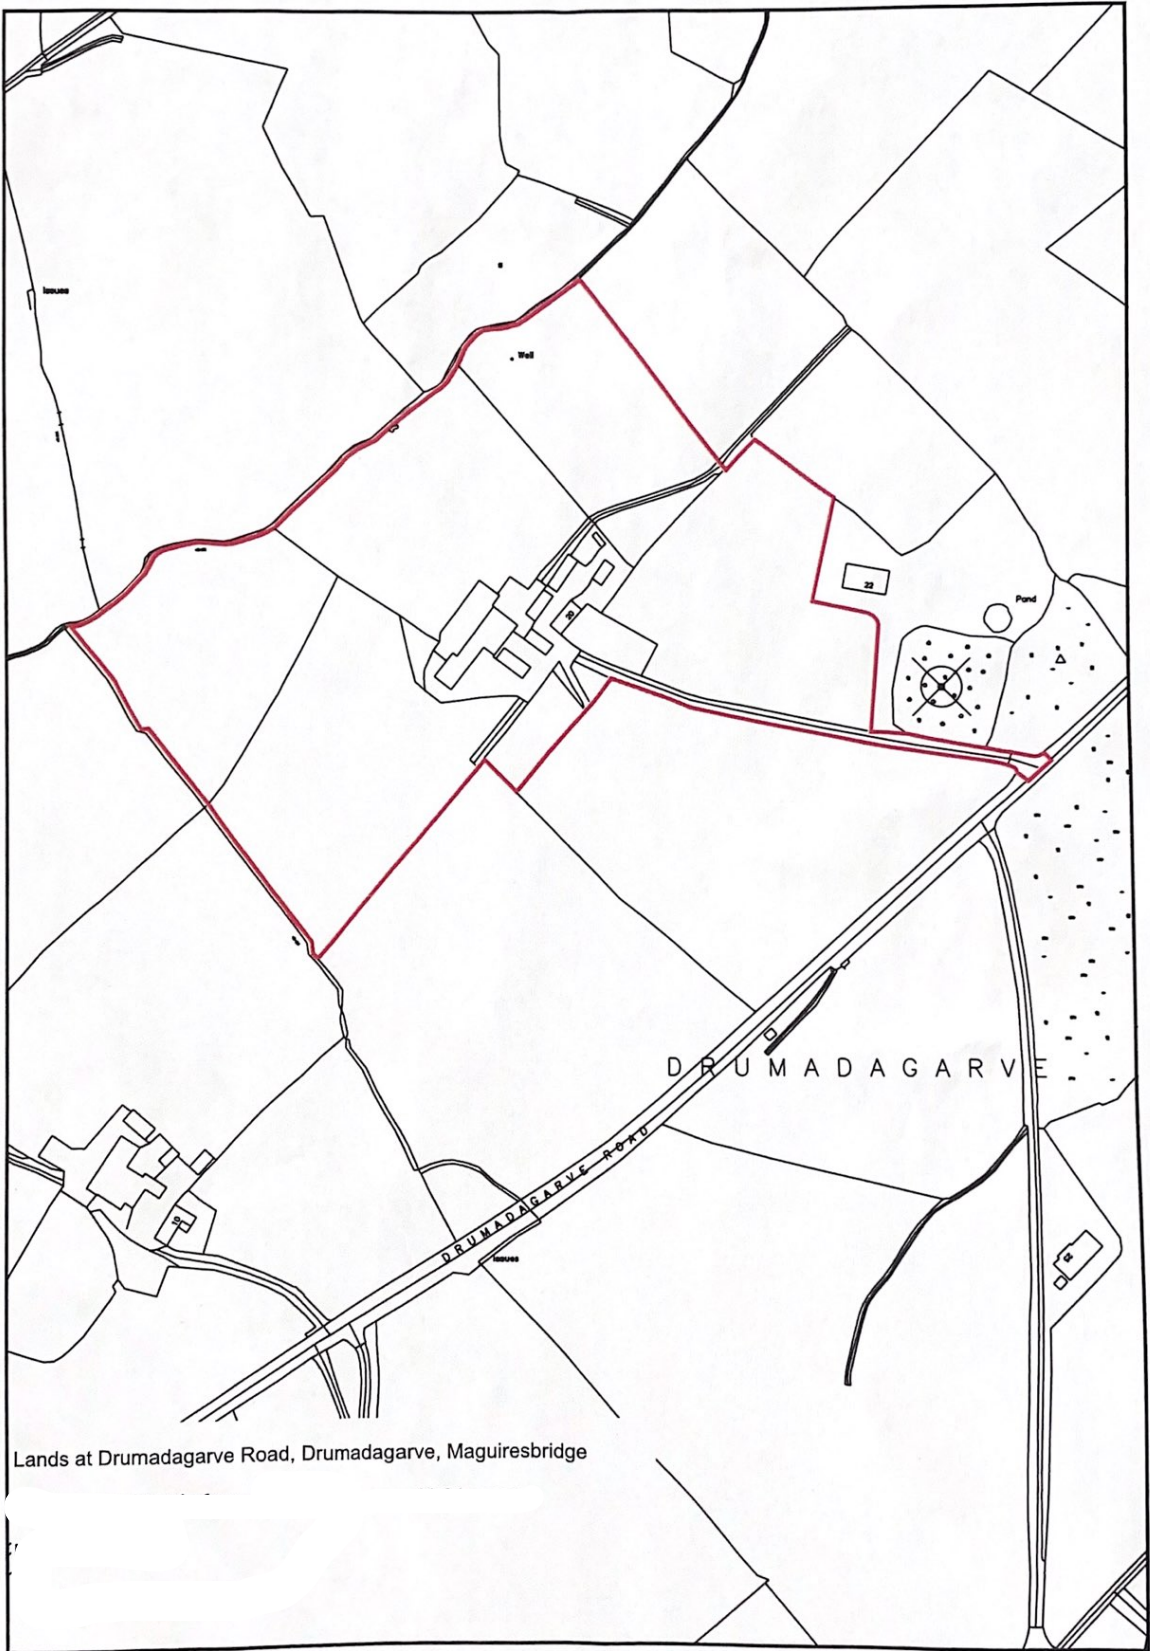 Issues
Well
22
20
Pond
DRUMADAGARVE
DRUMADAGARVE ROAD
Issues
10
Lands at Drumadagarve Road, Drumadagarve, Maguiresbridge